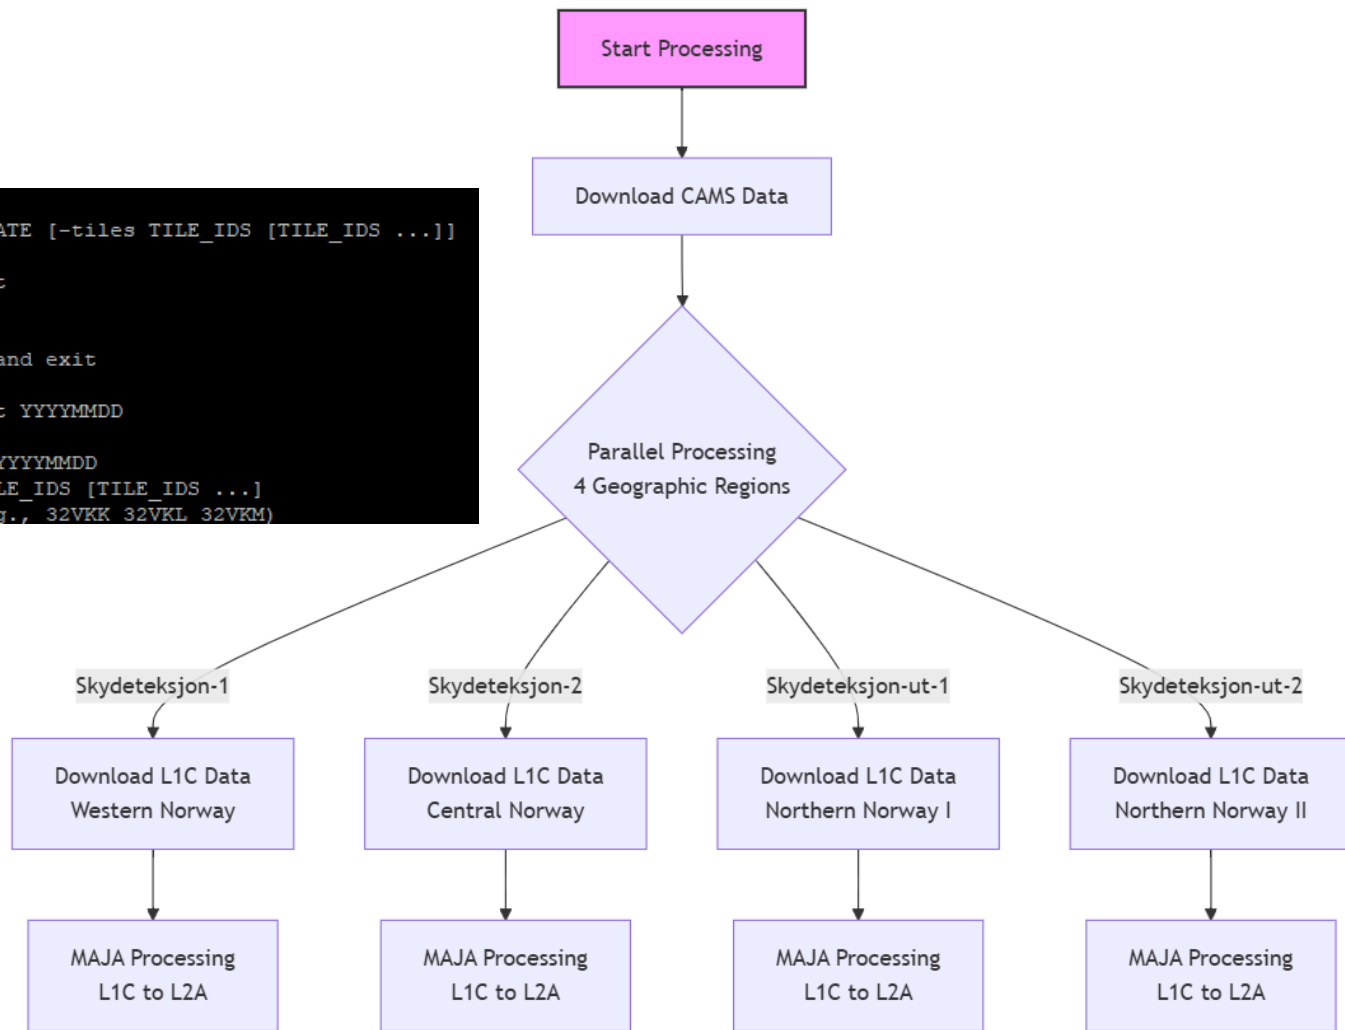 Start Processing
Download CAMS Data
ATE [-tiles TILE_IDS [TILE_IDS ...]]
and exit
YYYYMMDD
YYYYMMDD
LE_IDS [TILE_IDS ...]
g., 32VKK 32VKL 32VKM)
Parallel Processing
4 Geographic Regions
Skydeteksjon-1
Skydeteksjon-2
Skydeteksjon-ut-1
Skydeteksjon-ut-2
Download L1C Data
Western Norway
Download L1C Data
Central Norway
Download L1C Data
Northern Norway I
Download L1C Data
Northern Norway II
MAJA Processing
L1C to L2A
MAJA Processing
L1C to L2A
MAJA Processing
L1C to L2A
MAJA Processing
L1C to L2A